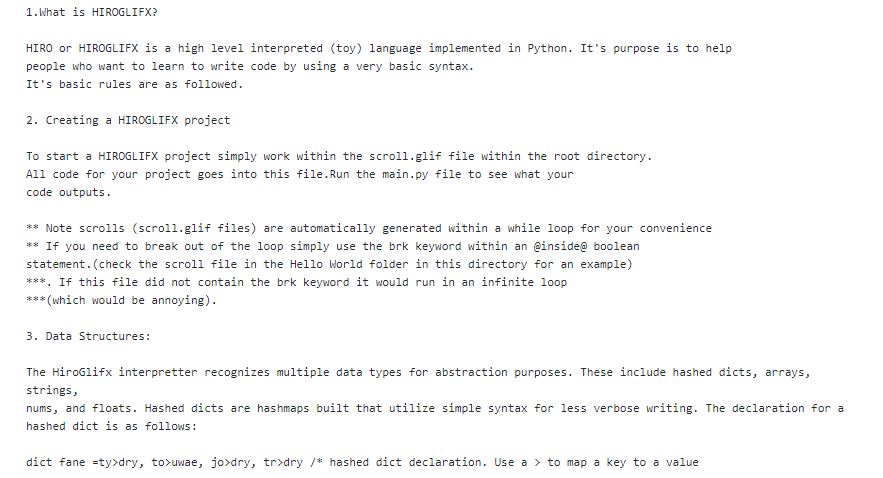 1.What is HIROGLIFX?
HIRO or HIROGLIFX is a high level interpreted (toy) language implemented in Python. It's purpose is to help
people who want to learn to write code by using a very basic syntax.
It's basic rules are as followed.
2. Creating a HIROGLIFX project
To start a HIROGLIFX project simply work within the scroll.glif file within the root directory.
All code for your project goes into this file.Run the main.py file to see what your
code outputs.
** Note scrolls (scroll.glif files) are automatically generated within a while loop for your convenience
** If you need to break out of the loop simply use the brk keyword within an @inside@ boolean
statement.(check the scroll file in the Hello World folder in this directory for an example)
***. If this file did not contain the brk keyword it would run in an infinite loop
***(which would be annoying).
3. Data Structures:
The HiroGlifx interpretter recognizes multiple data types for abstraction purposes. These include hashed dicts, arrays,
strings,
nums, and floats. Hashed dicts are hashmaps built that utilize simple syntax for less verbose writing. The declaration for a
hashed dict is as follows:
dict fane =ty>dry, to>uwae, jo>dry, tr>dry /* hashed dict declaration. Use a > to map a key to a value